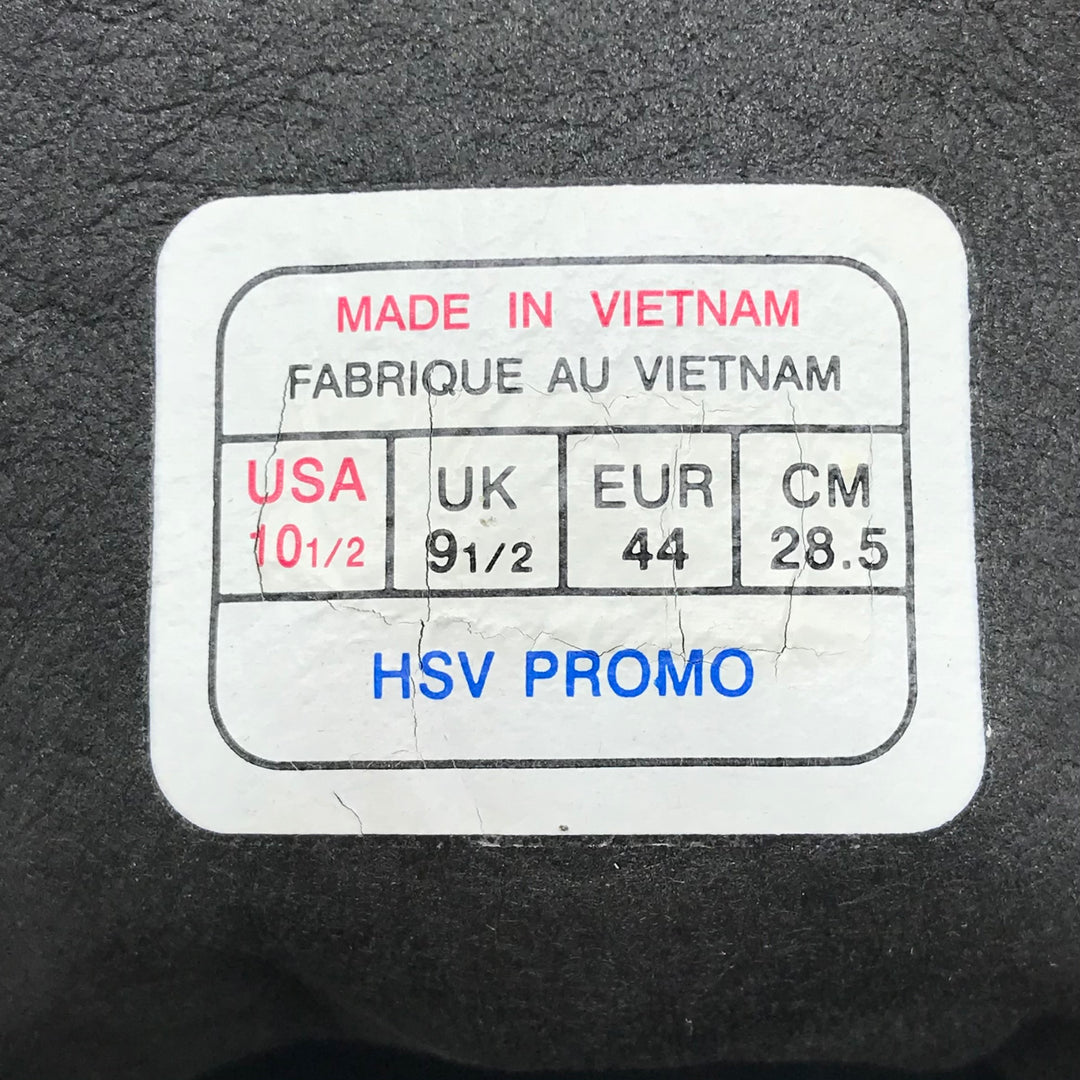 MADE IN VIETNAM
FABRIQUE AU VIETNAM
USA UK EUR CM
10 1/2 9 1/2 44 28.5
HSV PROMO